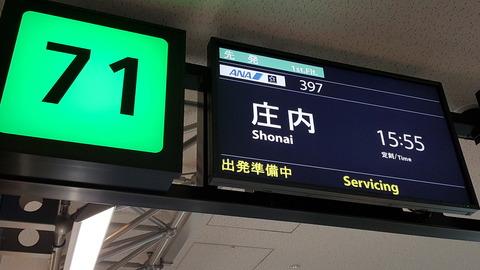 71
先発
1st Flt.
ANA
397
庄内
Shonai
15:55
定刻/Time
出発準備中
Servicing